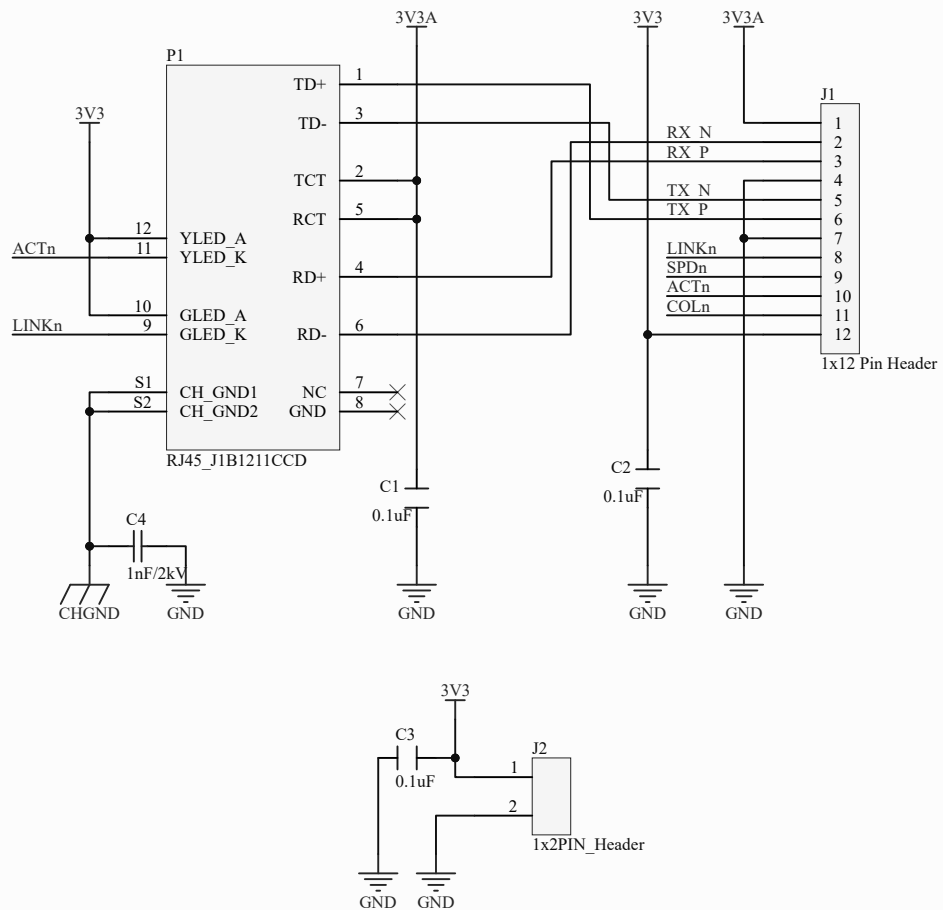 3V3A
3V3
3V3A
P1
TD+
1
TD-
3
TCT
2
RCT
5
RD+
4
RD-
6
NC
7
GND
8
3V3
12
YLED_A
ACTn
11
YLED_K
10
GLED_A
LINKn
9
GLED_K
S1
CH_GND1
S2
CH_GND2
RJ45_J1B1211CCD
J1
1
RX_N
2
RX_P
3
4
TX_N
5
TX_P
6
7
LINKn
8
SPDn
9
ACTn
10
COLn
11
12
1x12 Pin Header
C1
0.1uF
C2
0.1uF
C4
1nF/2kV
CHGND
GND
GND
GND
GND
3V3
C3
0.1uF
J2
1
2
1x2PIN_Header
GND
GND